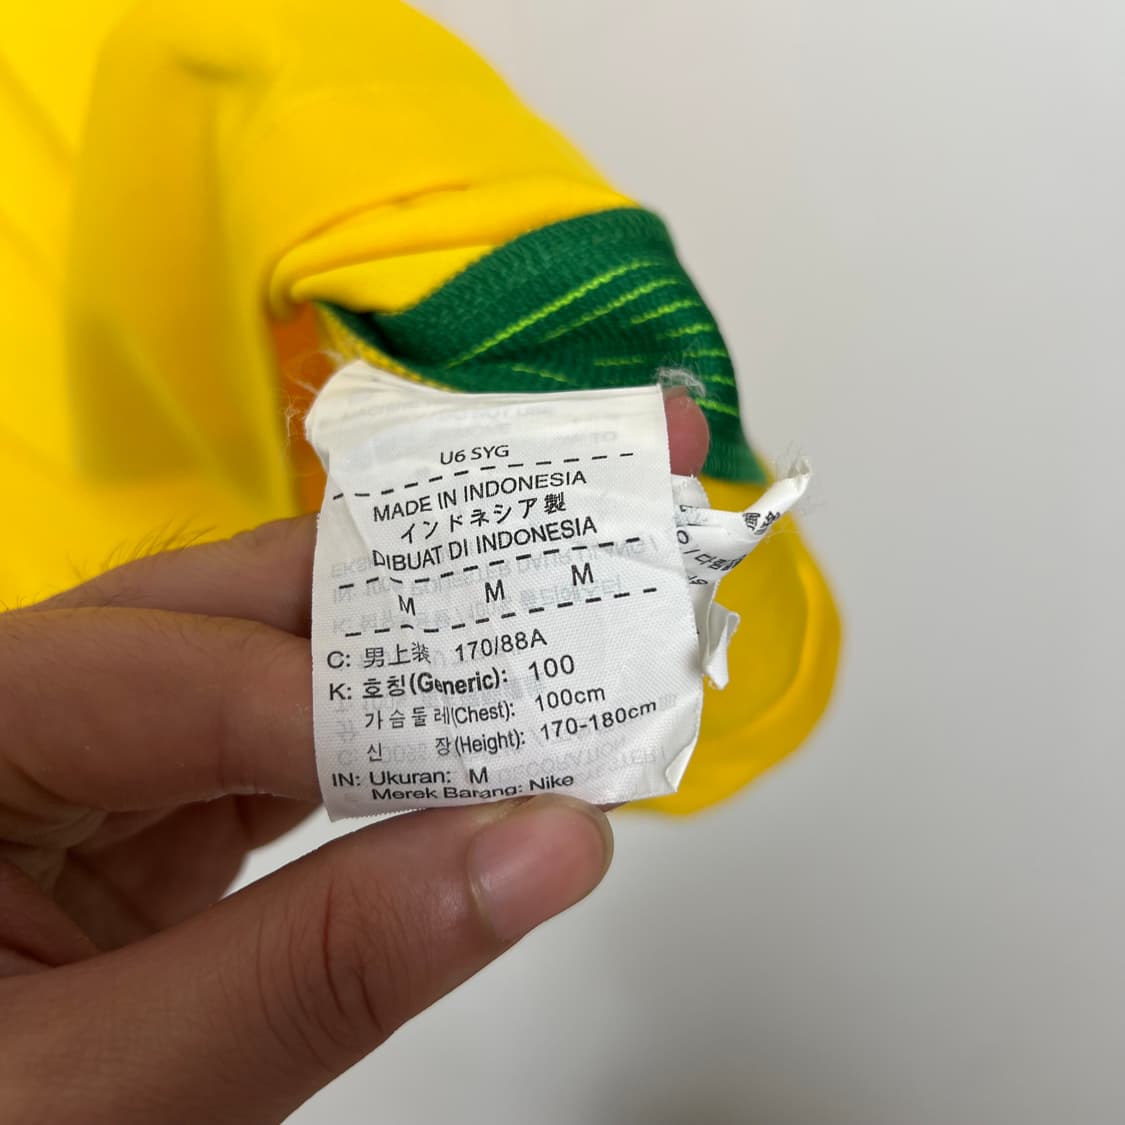 U6 SYG
MADE IN INDONESIA
インドネシア製
DIBUAT DI INDONESIA
M M M
C: 男上装 170/88A
K: 호칭(Generic): 100
가슴둘레(Chest): 100cm
신 장(Height): 170-180cm
IN: Ukuran: M
Merek Barang: Nike